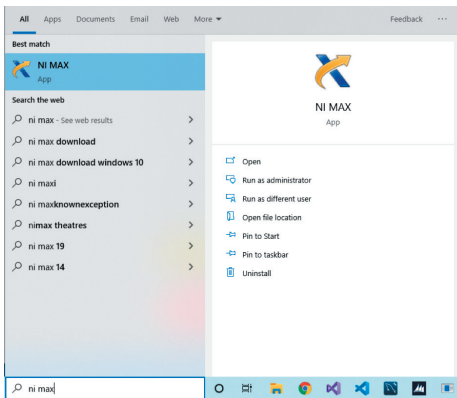 All Apps Documents Email Web More Feedback ...
Best match
NI MAX
App
Search the web
ni max - See web results
ni max download
ni max download windows 10
ni maxi
ni maxknownexception
nimax theatres
ni max 19
ni max 14
NI MAX
App
Open
Run as administrator
Run as different user
Open file location
Pin to Start
Pin to taskbar
Uninstall
ni max